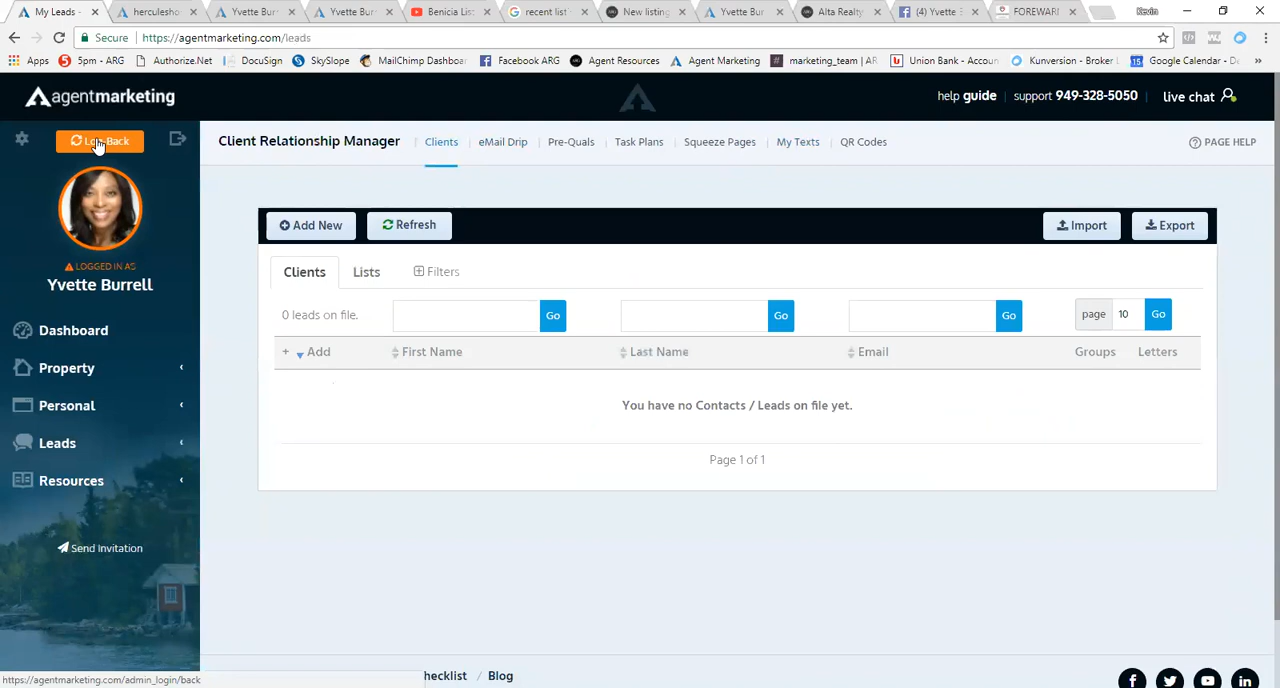 My Leads
herculesho
Yvette Bur
Yvette Bur
Benicia Lis
recent list
New listing
Yvette Bur
Alta Realty
(4) Yvette
FOREWAR
Kevin
Secure
https://agentmarketing.com/leads
Apps
5pm - ARG
Authorize.Net
DocuSign
SkySlope
MailChimp Dashboa
Facebook ARG
Agent Resources
Agent Marketing
marketing_team | AR
Union Bank - Accoun
Kunversion - Broker
Google Calendar - De
agentmarketing
help guide
support 949-328-5050
live chat
Back
Client Relationship Manager
Clients
eMail Drip
Pre-Quals
Task Plans
Squeeze Pages
My Texts
QR Codes
PAGE HELP
LOGGED IN AS
Yvette Burrell
Dashboard
Property
Personal
Leads
Resources
Send Invitation
Add New
Refresh
Import
Export
Clients
Lists
Filters
0 leads on file.
Go
Go
Go
page
10
Go
+ Add
First Name
Last Name
Email
Groups
Letters
You have no Contacts / Leads on file yet.
Page 1 of 1
hecklist / Blog
https://agentmarketing.com/admin_login/back